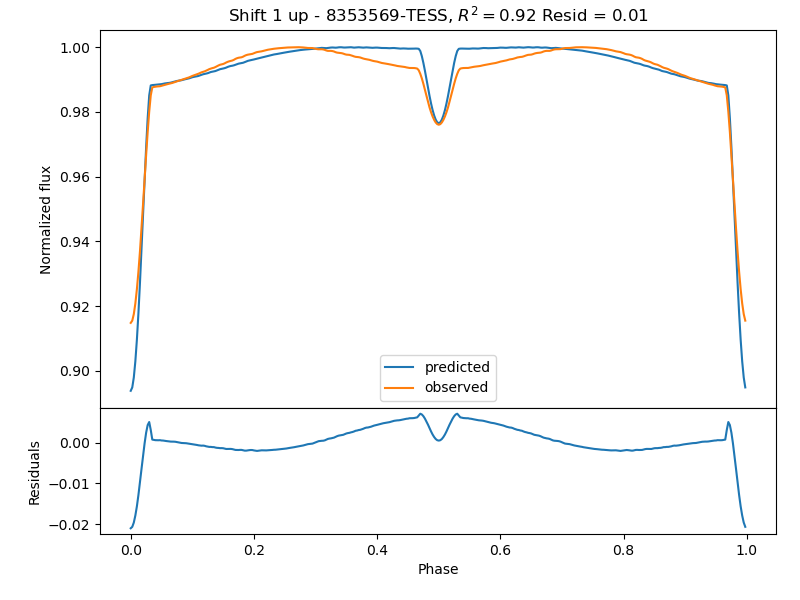 Shift 1 up - 8353569-TESS, R² = 0.92 Resid = 0.01
1.00
0.98
0.96
0.94
0.92
0.90
Normalized flux
predicted
observed
0.00
−0.01
−0.02
Residuals
0.0 0.2 0.4 0.6 0.8 1.0
Phase